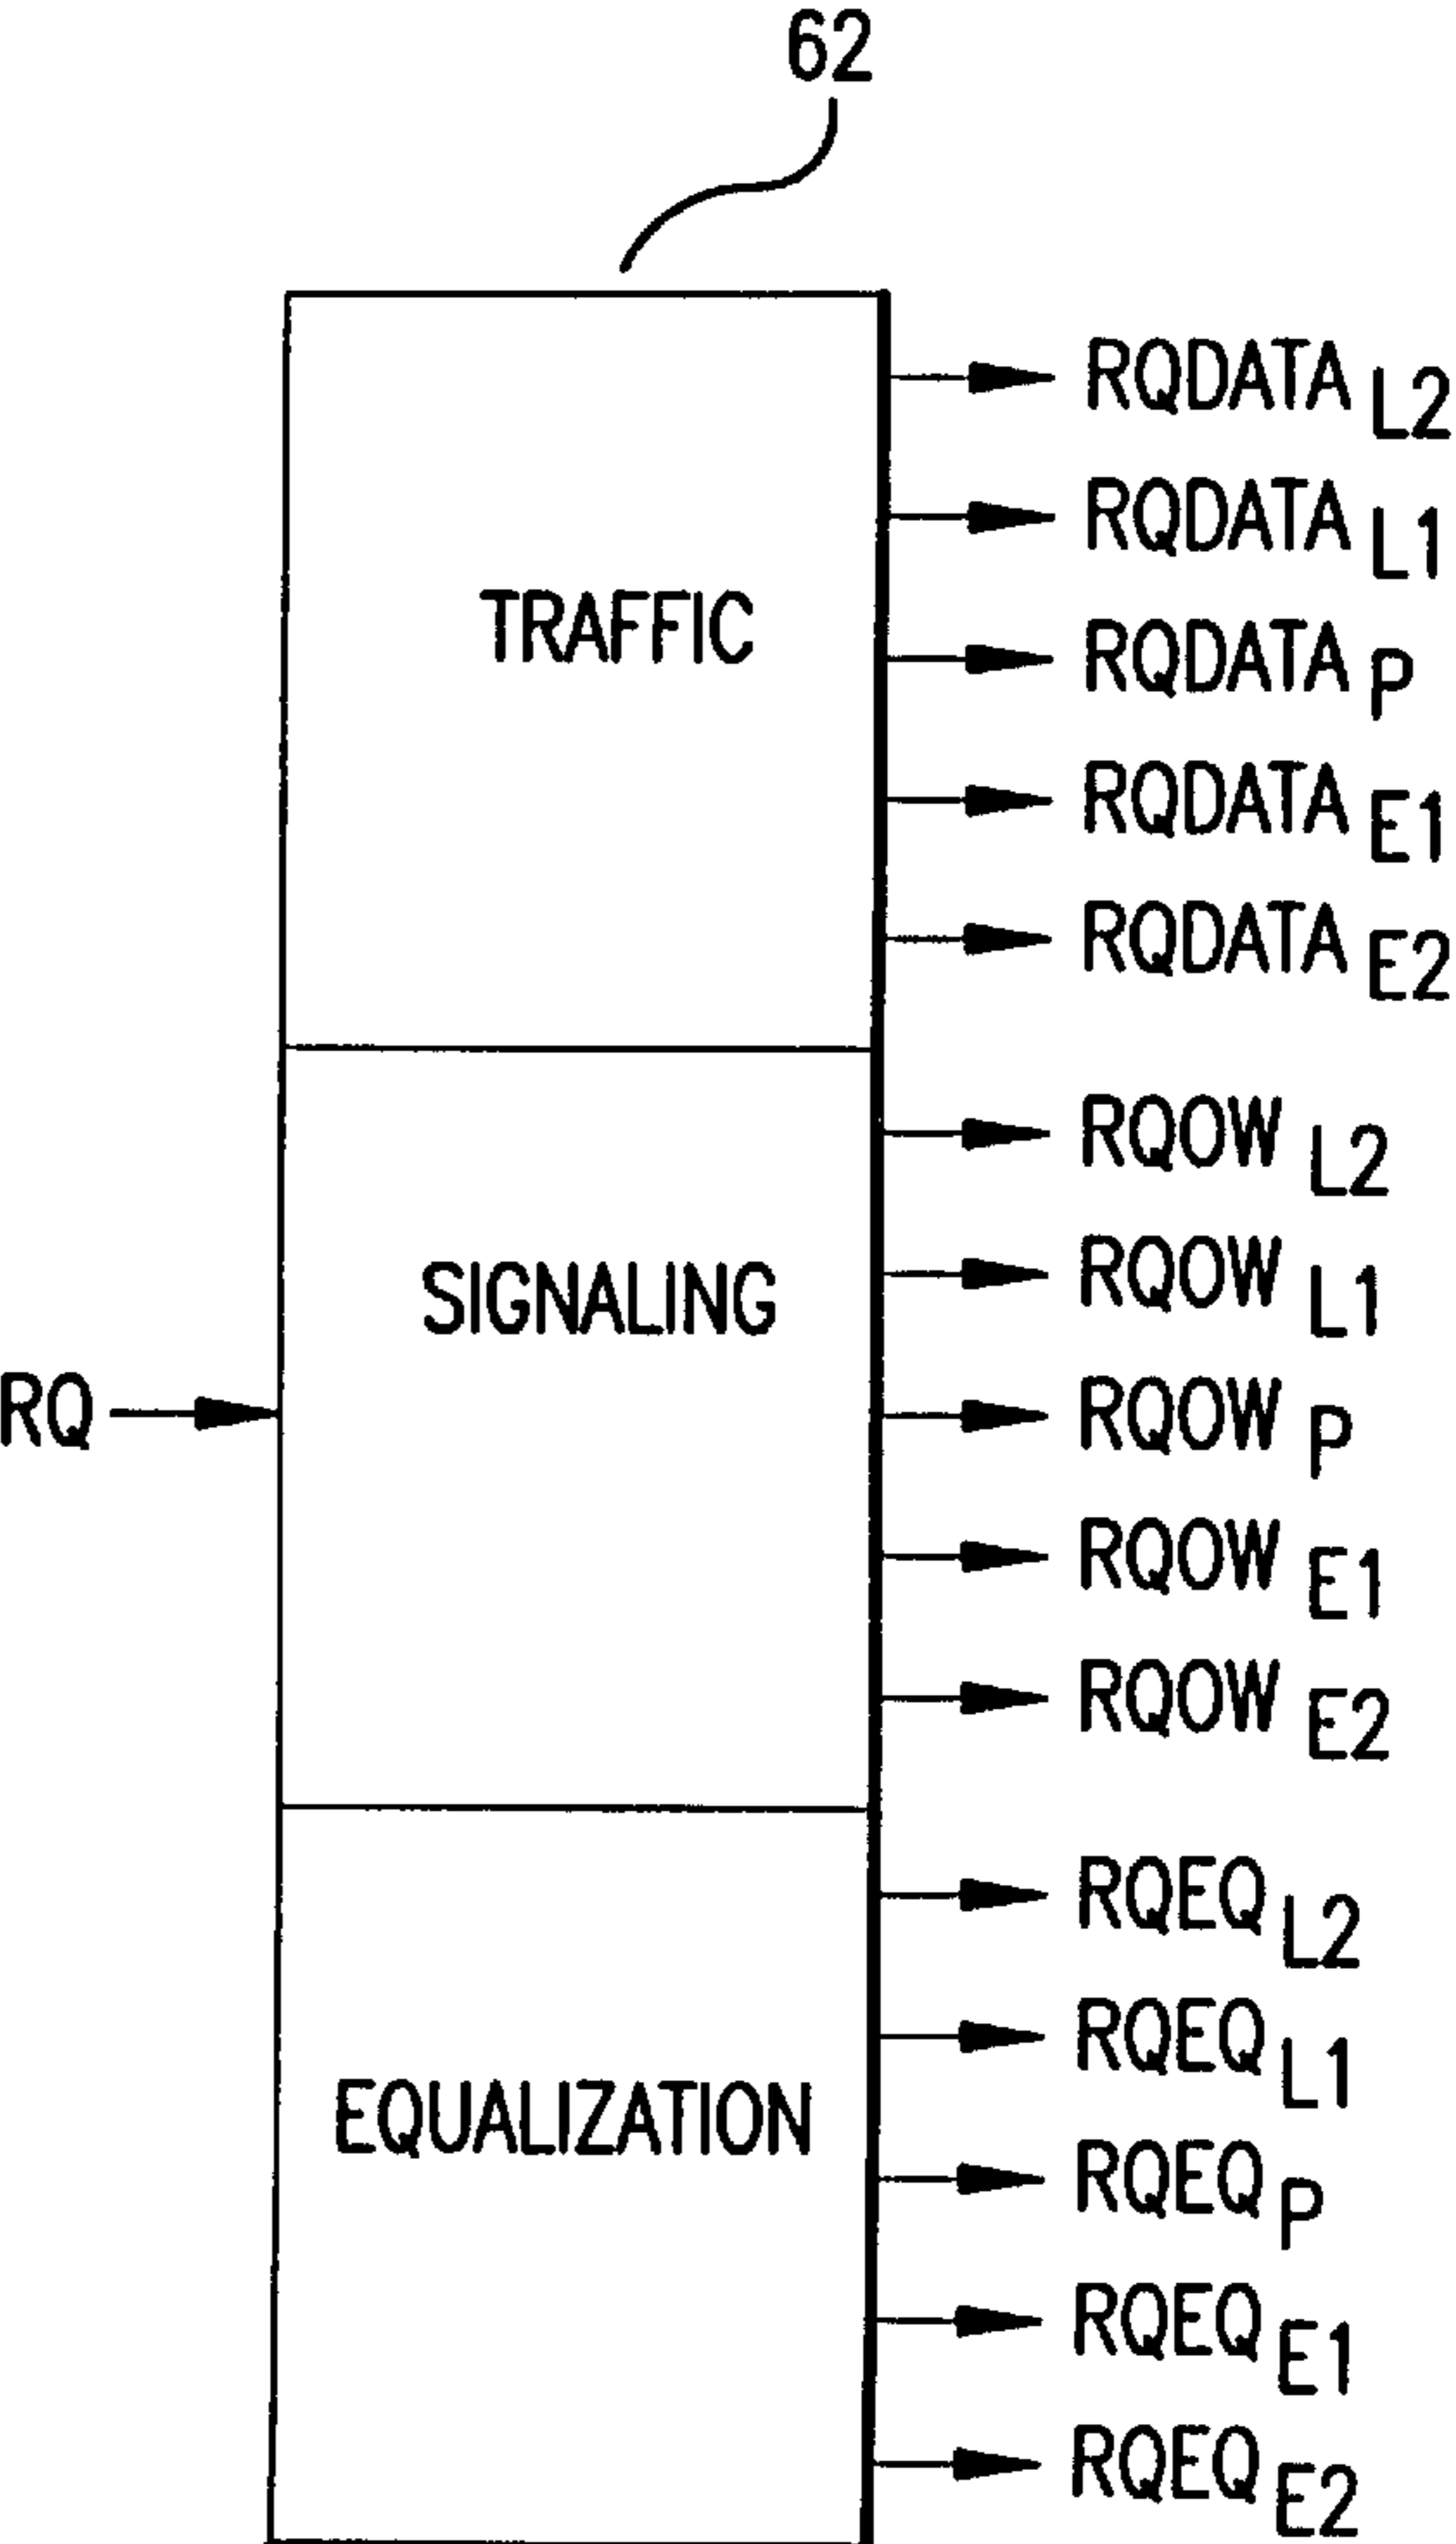 62
RQDATA L2
RQDATA L1
TRAFFIC
RQDATA P
RQDATA E1
RQDATA E2
RQOW L2
SIGNALING
RQOW L1
RQ
RQOW P
RQOW E1
RQOW E2
RQEQ L2
RQEQ L1
EQUALIZATION
RQEQ P
RQEQ E1
RQEQ E2